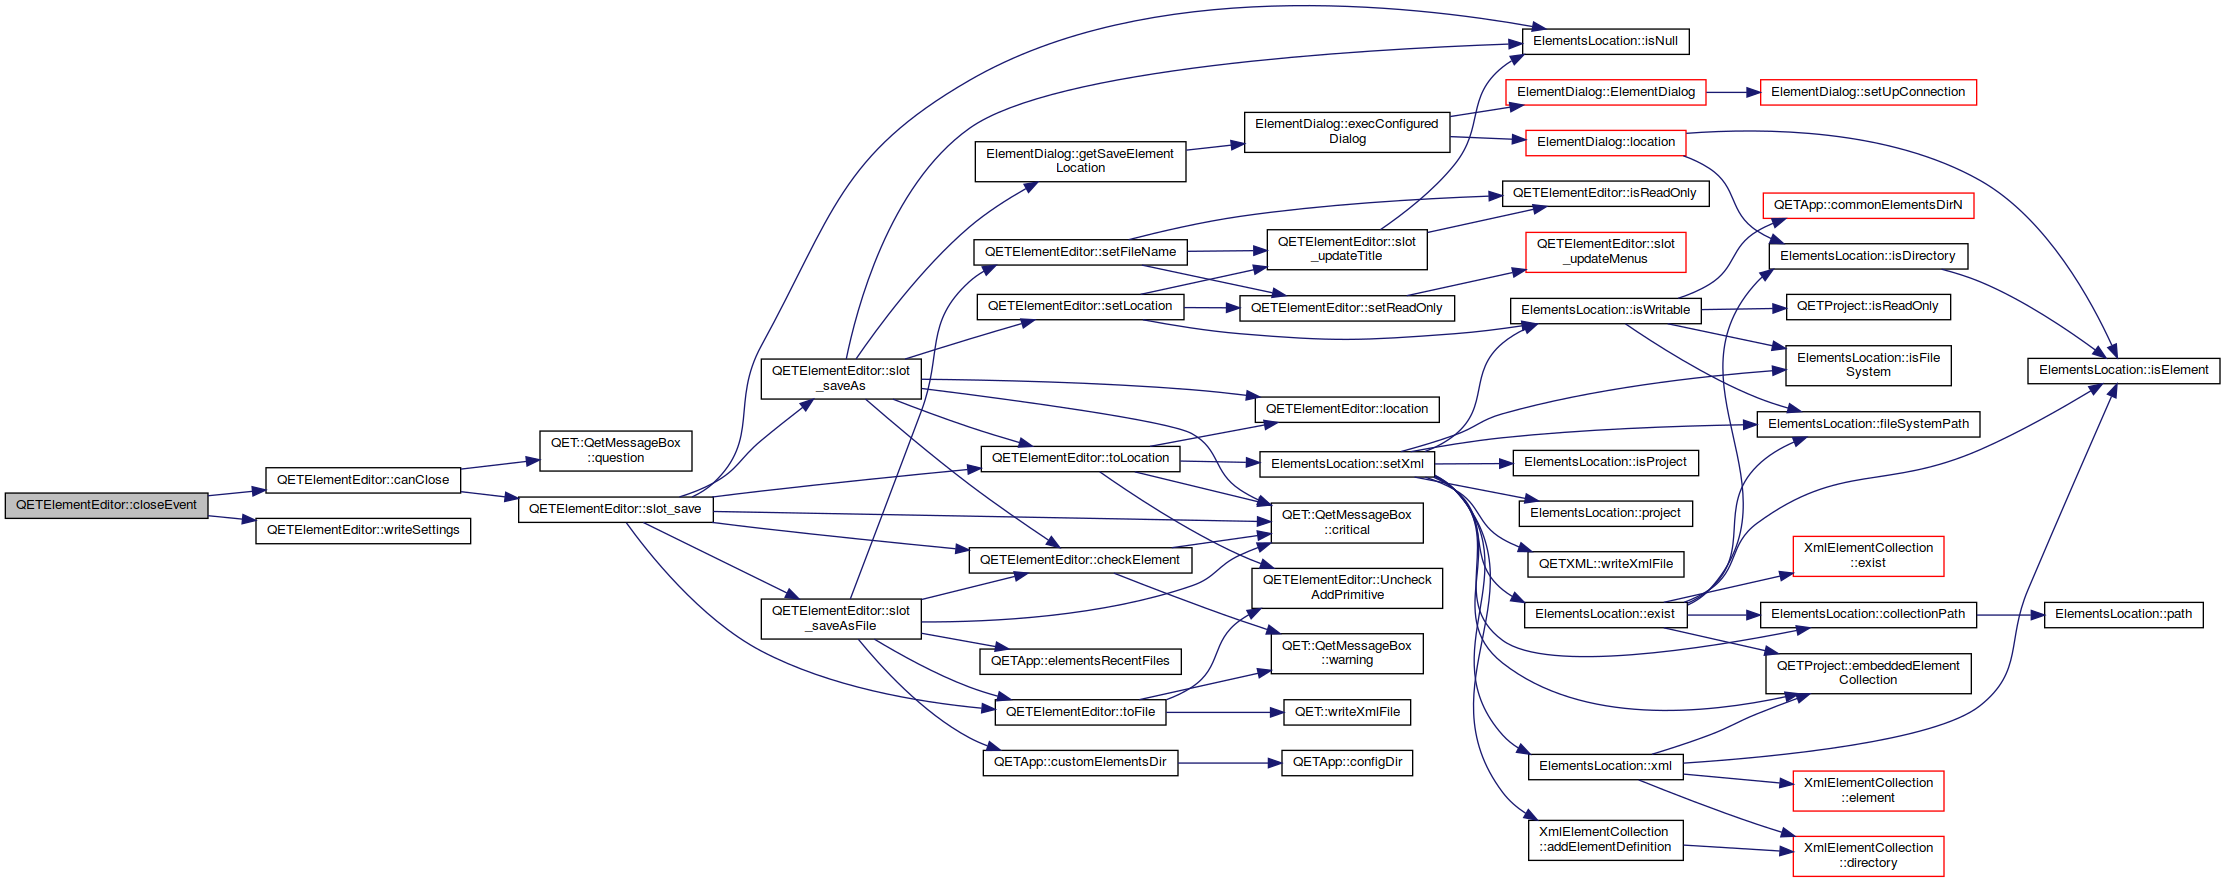 QETElementEditor::closeEvent
QETElementEditor::canClose
QETElementEditor::writeSettings
QET::QetMessageBox
::question
QETElementEditor::slot_save
QETElementEditor::slot
_saveAs
QETElementEditor::slot
_saveAsFile
ElementDialog::getSaveElement
Location
QETElementEditor::setFileName
QETElementEditor::setLocation
QETElementEditor::toLocation
QETElementEditor::checkElement
QETApp::elementsRecentFiles
QETElementEditor::toFile
QETApp::customElementsDir
ElementDialog::execConfigured
Dialog
QETElementEditor::slot
_updateTitle
QETElementEditor::setReadOnly
QETElementEditor::location
ElementsLocation::setXml
QET::QetMessageBox
::critical
QETElementEditor::Uncheck
AddPrimitive
QET::QetMessageBox
::warning
QET::writeXmlFile
QETApp::configDir
ElementsLocation::isNull
ElementDialog::ElementDialog
ElementDialog::location
QETElementEditor::isReadOnly
QETElementEditor::slot
_updateMenus
ElementsLocation::isWritable
ElementsLocation::isProject
ElementsLocation::project
QETXML::writeXmlFile
ElementsLocation::exist
ElementsLocation::xml
XmlElementCollection
::addElementDefinition
ElementDialog::setUpConnection
QETApp::commonElementsDirN
ElementsLocation::isDirectory
QETProject::isReadOnly
ElementsLocation::isFile
System
ElementsLocation::fileSystemPath
XmlElementCollection
::exist
ElementsLocation::collectionPath
QETProject::embeddedElement
Collection
XmlElementCollection
::element
XmlElementCollection
::directory
ElementsLocation::isElement
ElementsLocation::path